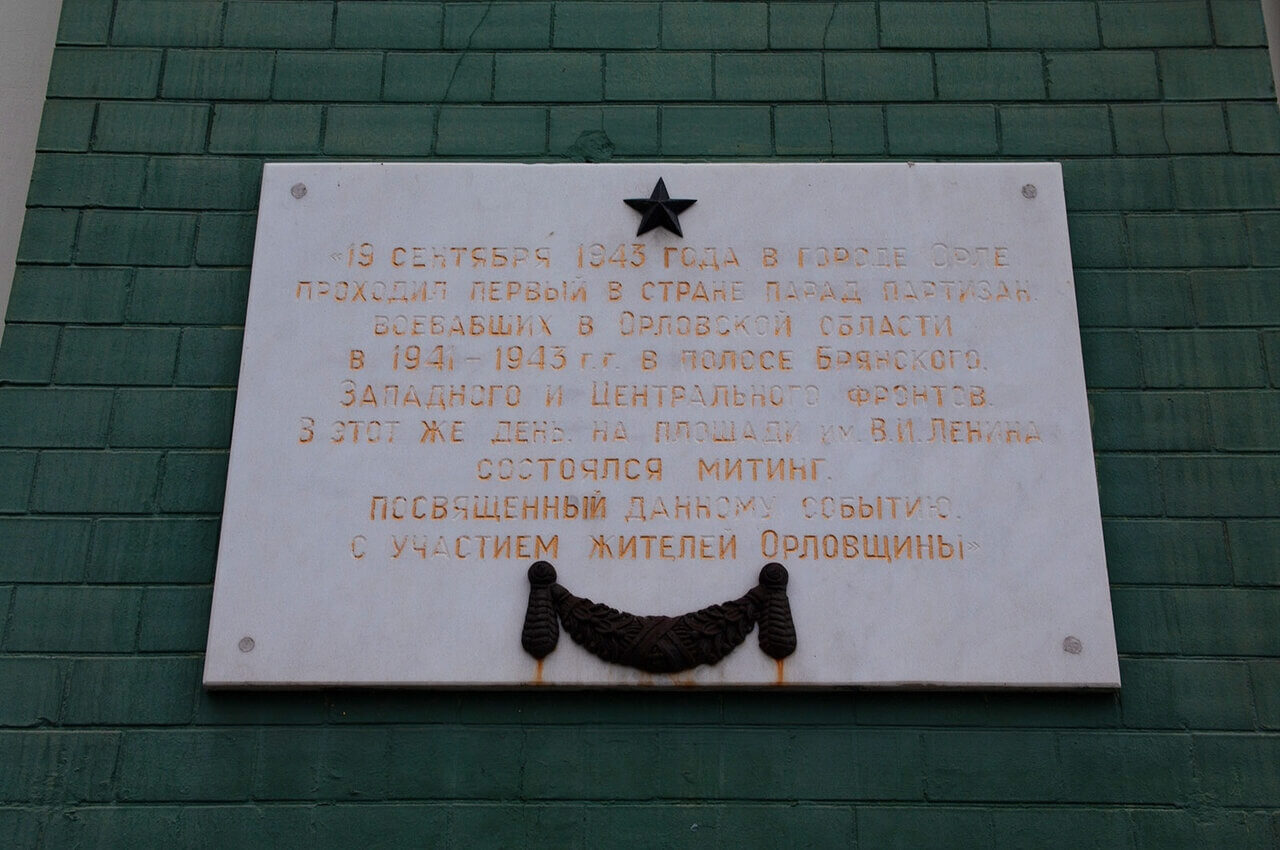 «19 СЕНТЯБРЯ 1943 ГОДА В ГОРОДЕ ОРЛЕ
ПРОХОДИЛ ПЕРВЫЙ В СТРАНЕ ПАРАД ПАРТИЗАН,
ВОЕВАВШИХ В ОРЛОВСКОЙ ОБЛАСТИ
В 1941-1943 г.г. В ПОЛОСЕ БРЯНСКОГО,
ЗАПАДНОГО И ЦЕНТРАЛЬНОГО ФРОНТОВ.
В ЭТОТ ЖЕ ДЕНЬ, НА ПЛОЩАДИ им. В.И.ЛЕНИНА
СОСТОЯЛСЯ МИТИНГ,
ПОСВЯЩЕННЫЙ ДАННОМУ СОБЫТИЮ,
С УЧАСТИЕМ ЖИТЕЛЕЙ ОРЛОВЩИНЫ»